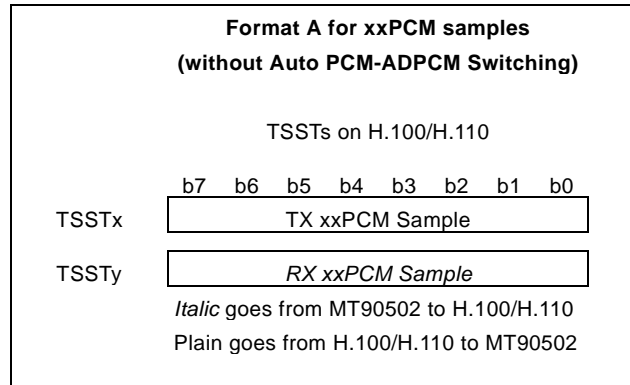 Format A for xxPCM samples
(without Auto PCM-ADPCM Switching)
TSSTs on H.100/H.110
b7 b6 b5 b4 b3 b2 b1 b0
TSSTx TX xxPCM Sample
TSSTy RX xxPCM Sample
Italic goes from MT90502 to H.100/H.110
Plain goes from H.100/H.110 to MT90502